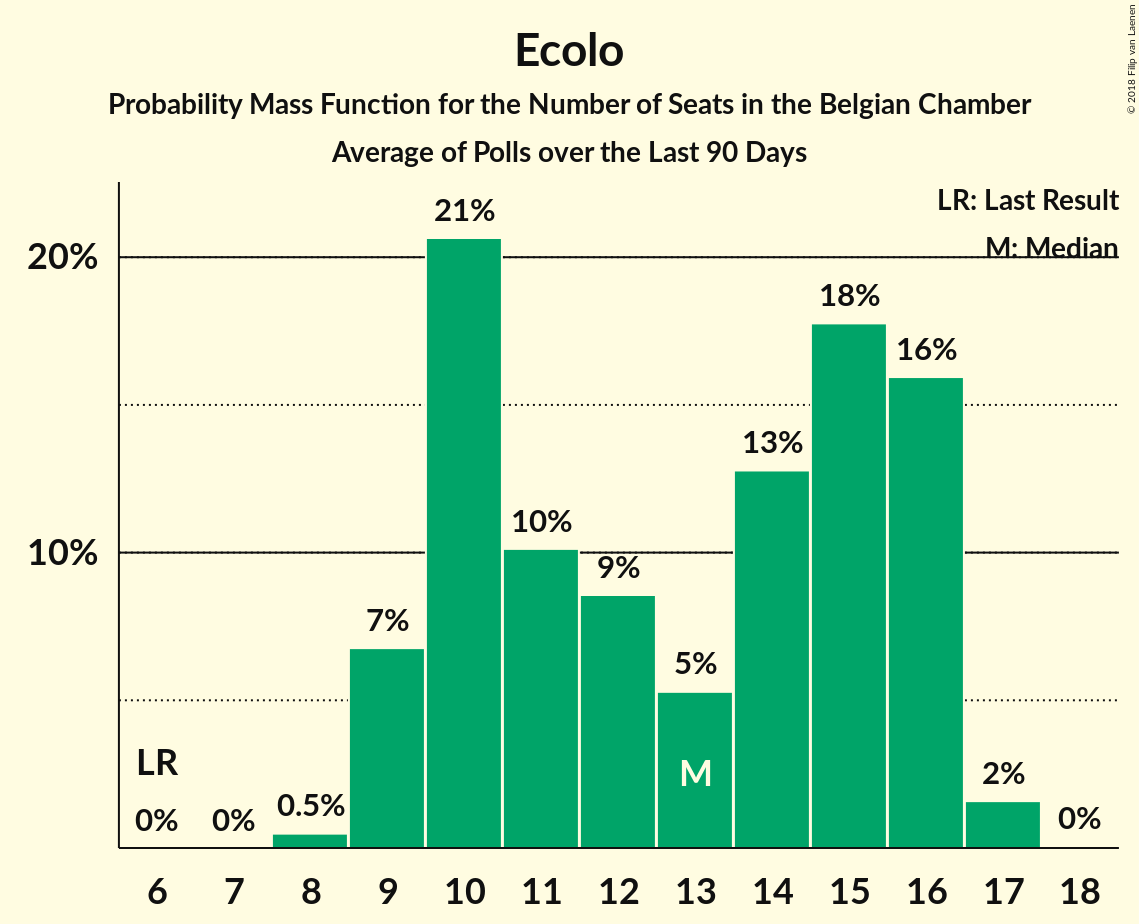 Ecolo
Probability Mass Function for the Number of Seats in the Belgian Chamber
Average of Polls over the Last 90 Days
© 2018 Filip van Laenen
LR: Last Result
M: Median
20%
10%
0%
0%
0.5%
7%
21%
10%
9%
5%
13%
18%
16%
2%
0%
LR
M
6 7 8 9 10 11 12 13 14 15 16 17 18